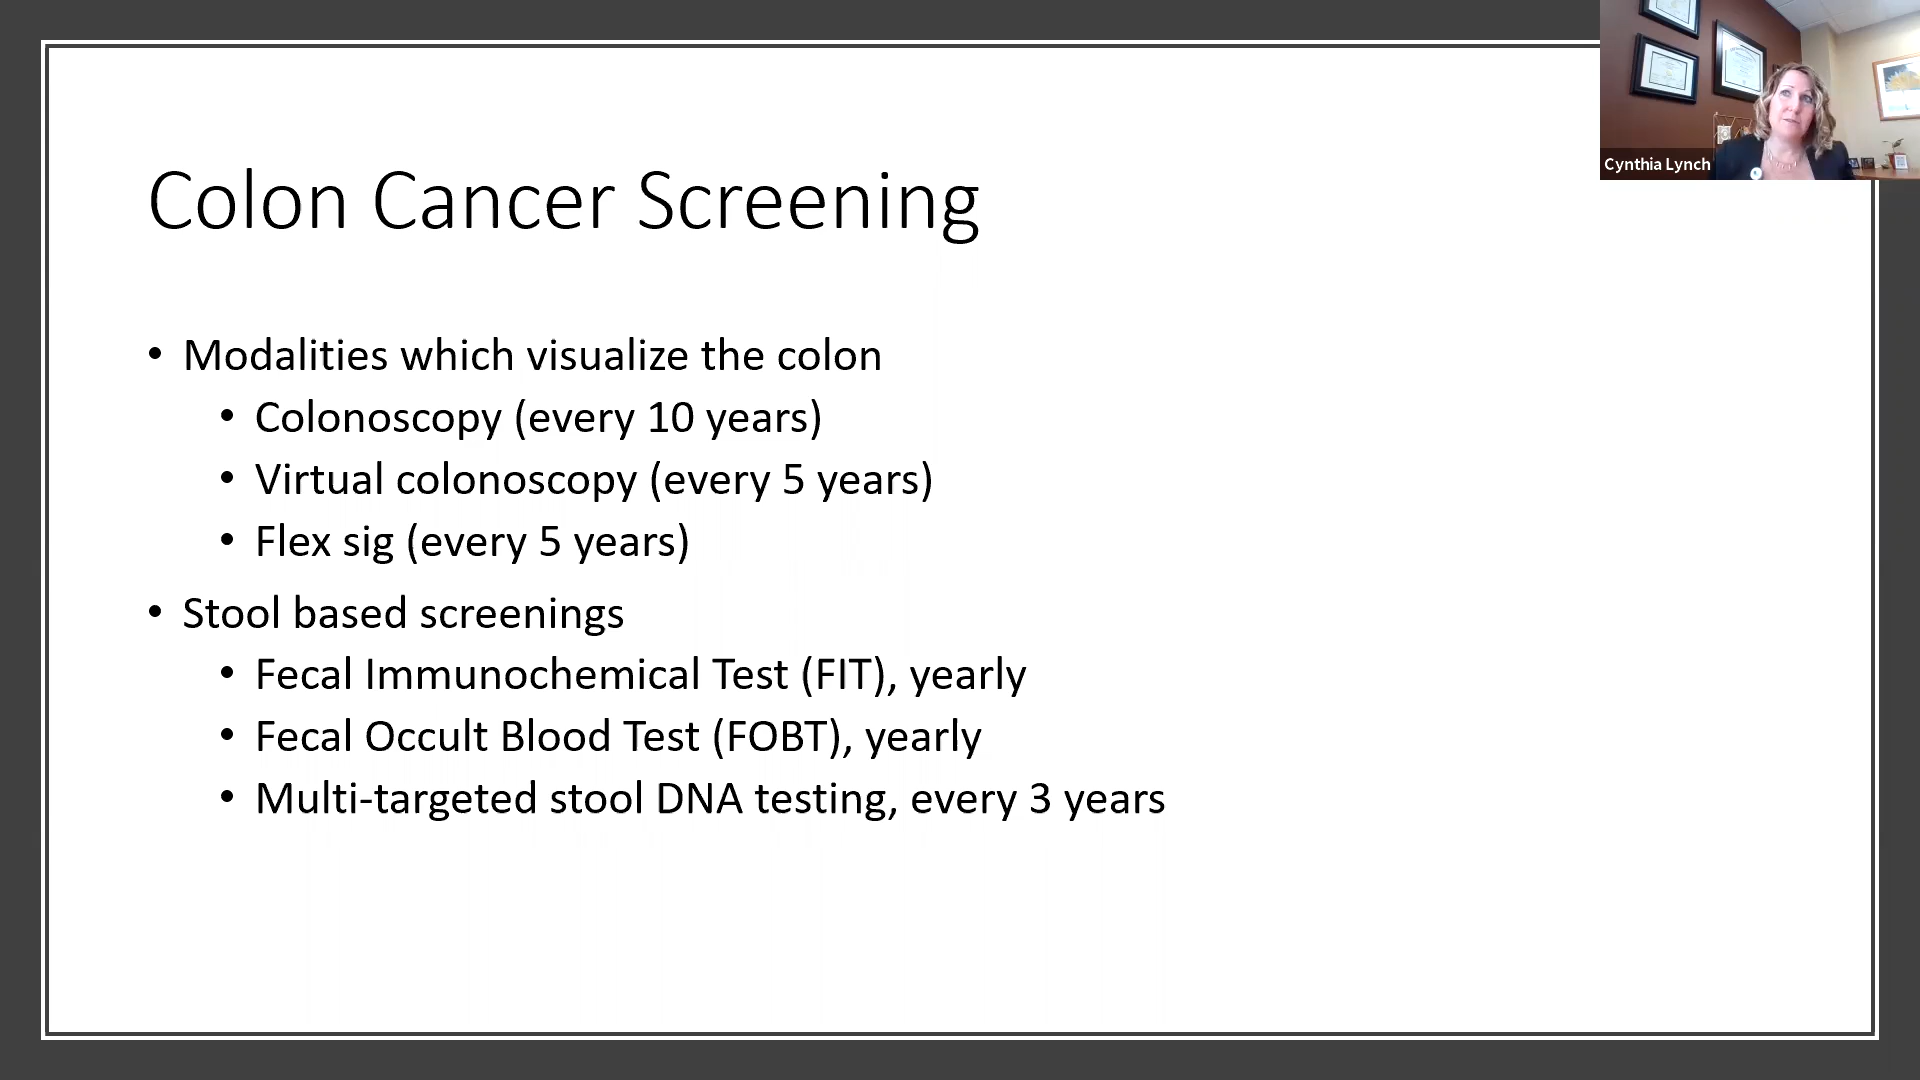 Colon Cancer Screening
Cynthia Lynch
• Modalities which visualize the colon
• Colonoscopy (every 10 years)
• Virtual colonoscopy (every 5 years)
• Flex sig (every 5 years)
• Stool based screenings
• Fecal Immunochemical Test (FIT), yearly
• Fecal Occult Blood Test (FOBT), yearly
• Multi-targeted stool DNA testing, every 3 years